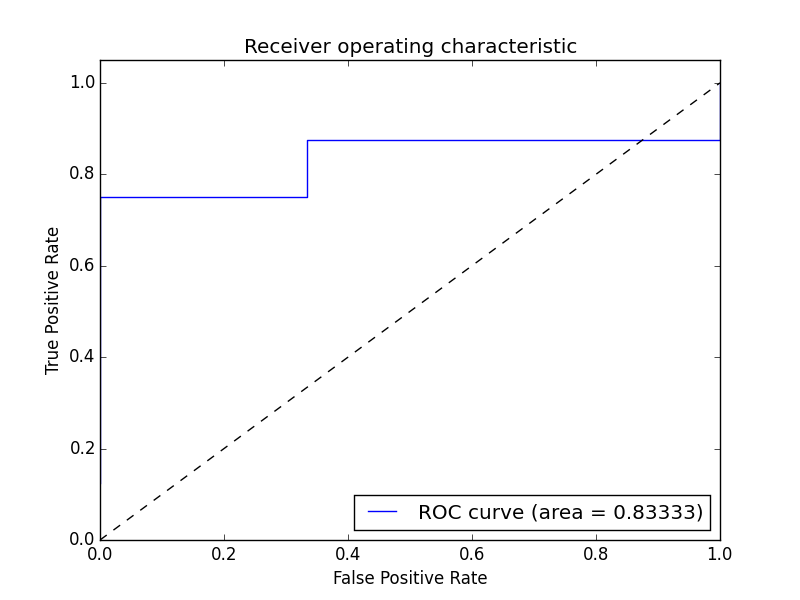 Receiver operating characteristic
1.0
0.8
0.6
0.4
0.2
0.0
True Positive Rate
ROC curve (area = 0.83333)
0.0 0.2 0.4 0.6 0.8 1.0
False Positive Rate